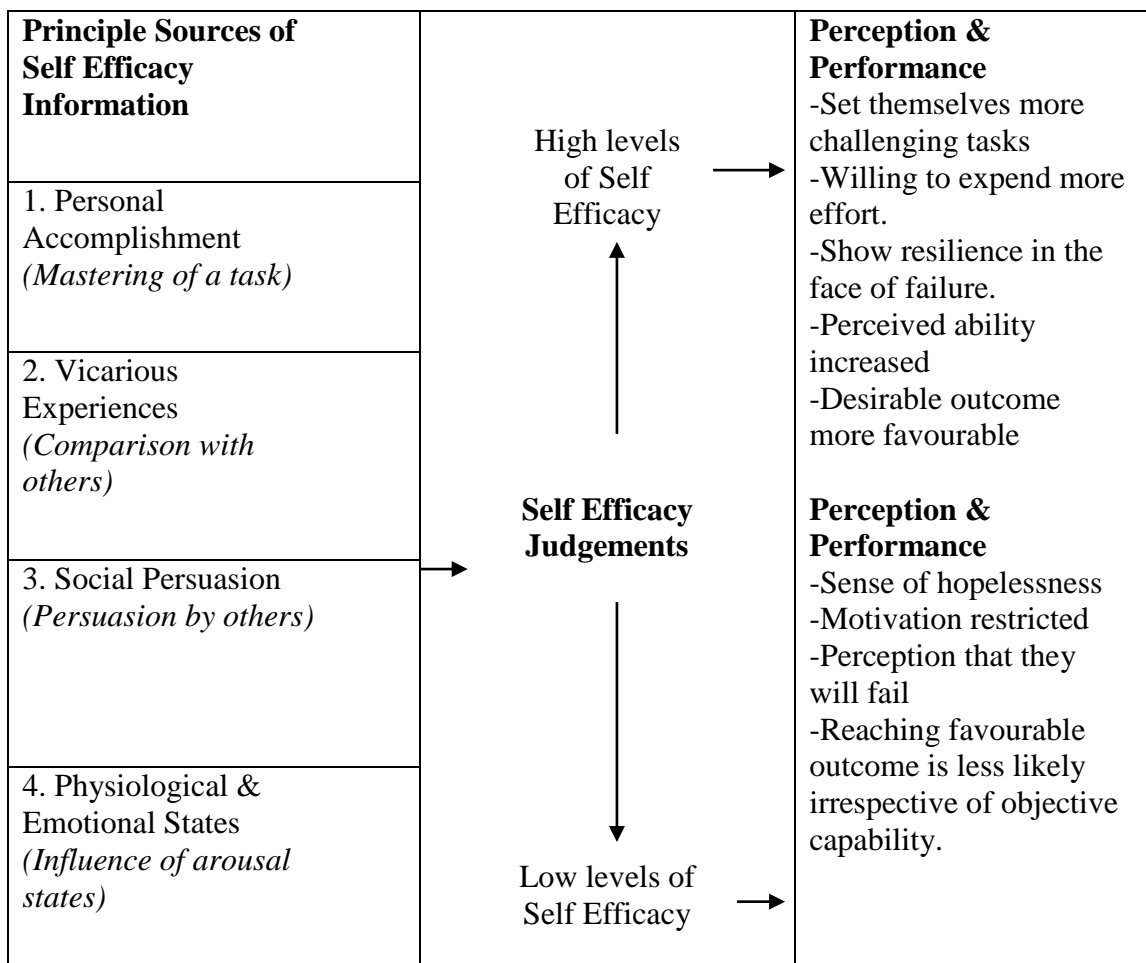 Principle Sources of
Self Efficacy
Information
1. Personal
Accomplishment
(Mastering of a task)
2. Vicarious
Experiences
(Comparison with
others)
3. Social Persuasion
(Persuasion by others)
4. Physiological &
Emotional States
(Influence of arousal
states)
High levels
of Self
Efficacy
Self Efficacy
Judgements
Low levels of
Self Efficacy
Perception &
Performance
-Set themselves more
challenging tasks
-Willing to expend more
effort.
-Show resilience in the
face of failure.
-Perceived ability
increased
-Desirable outcome
more favourable
Perception &
Performance
-Sense of hopelessness
-Motivation restricted
-Perception that they
will fail
-Reaching favourable
outcome is less likely
irrespective of objective
capability.